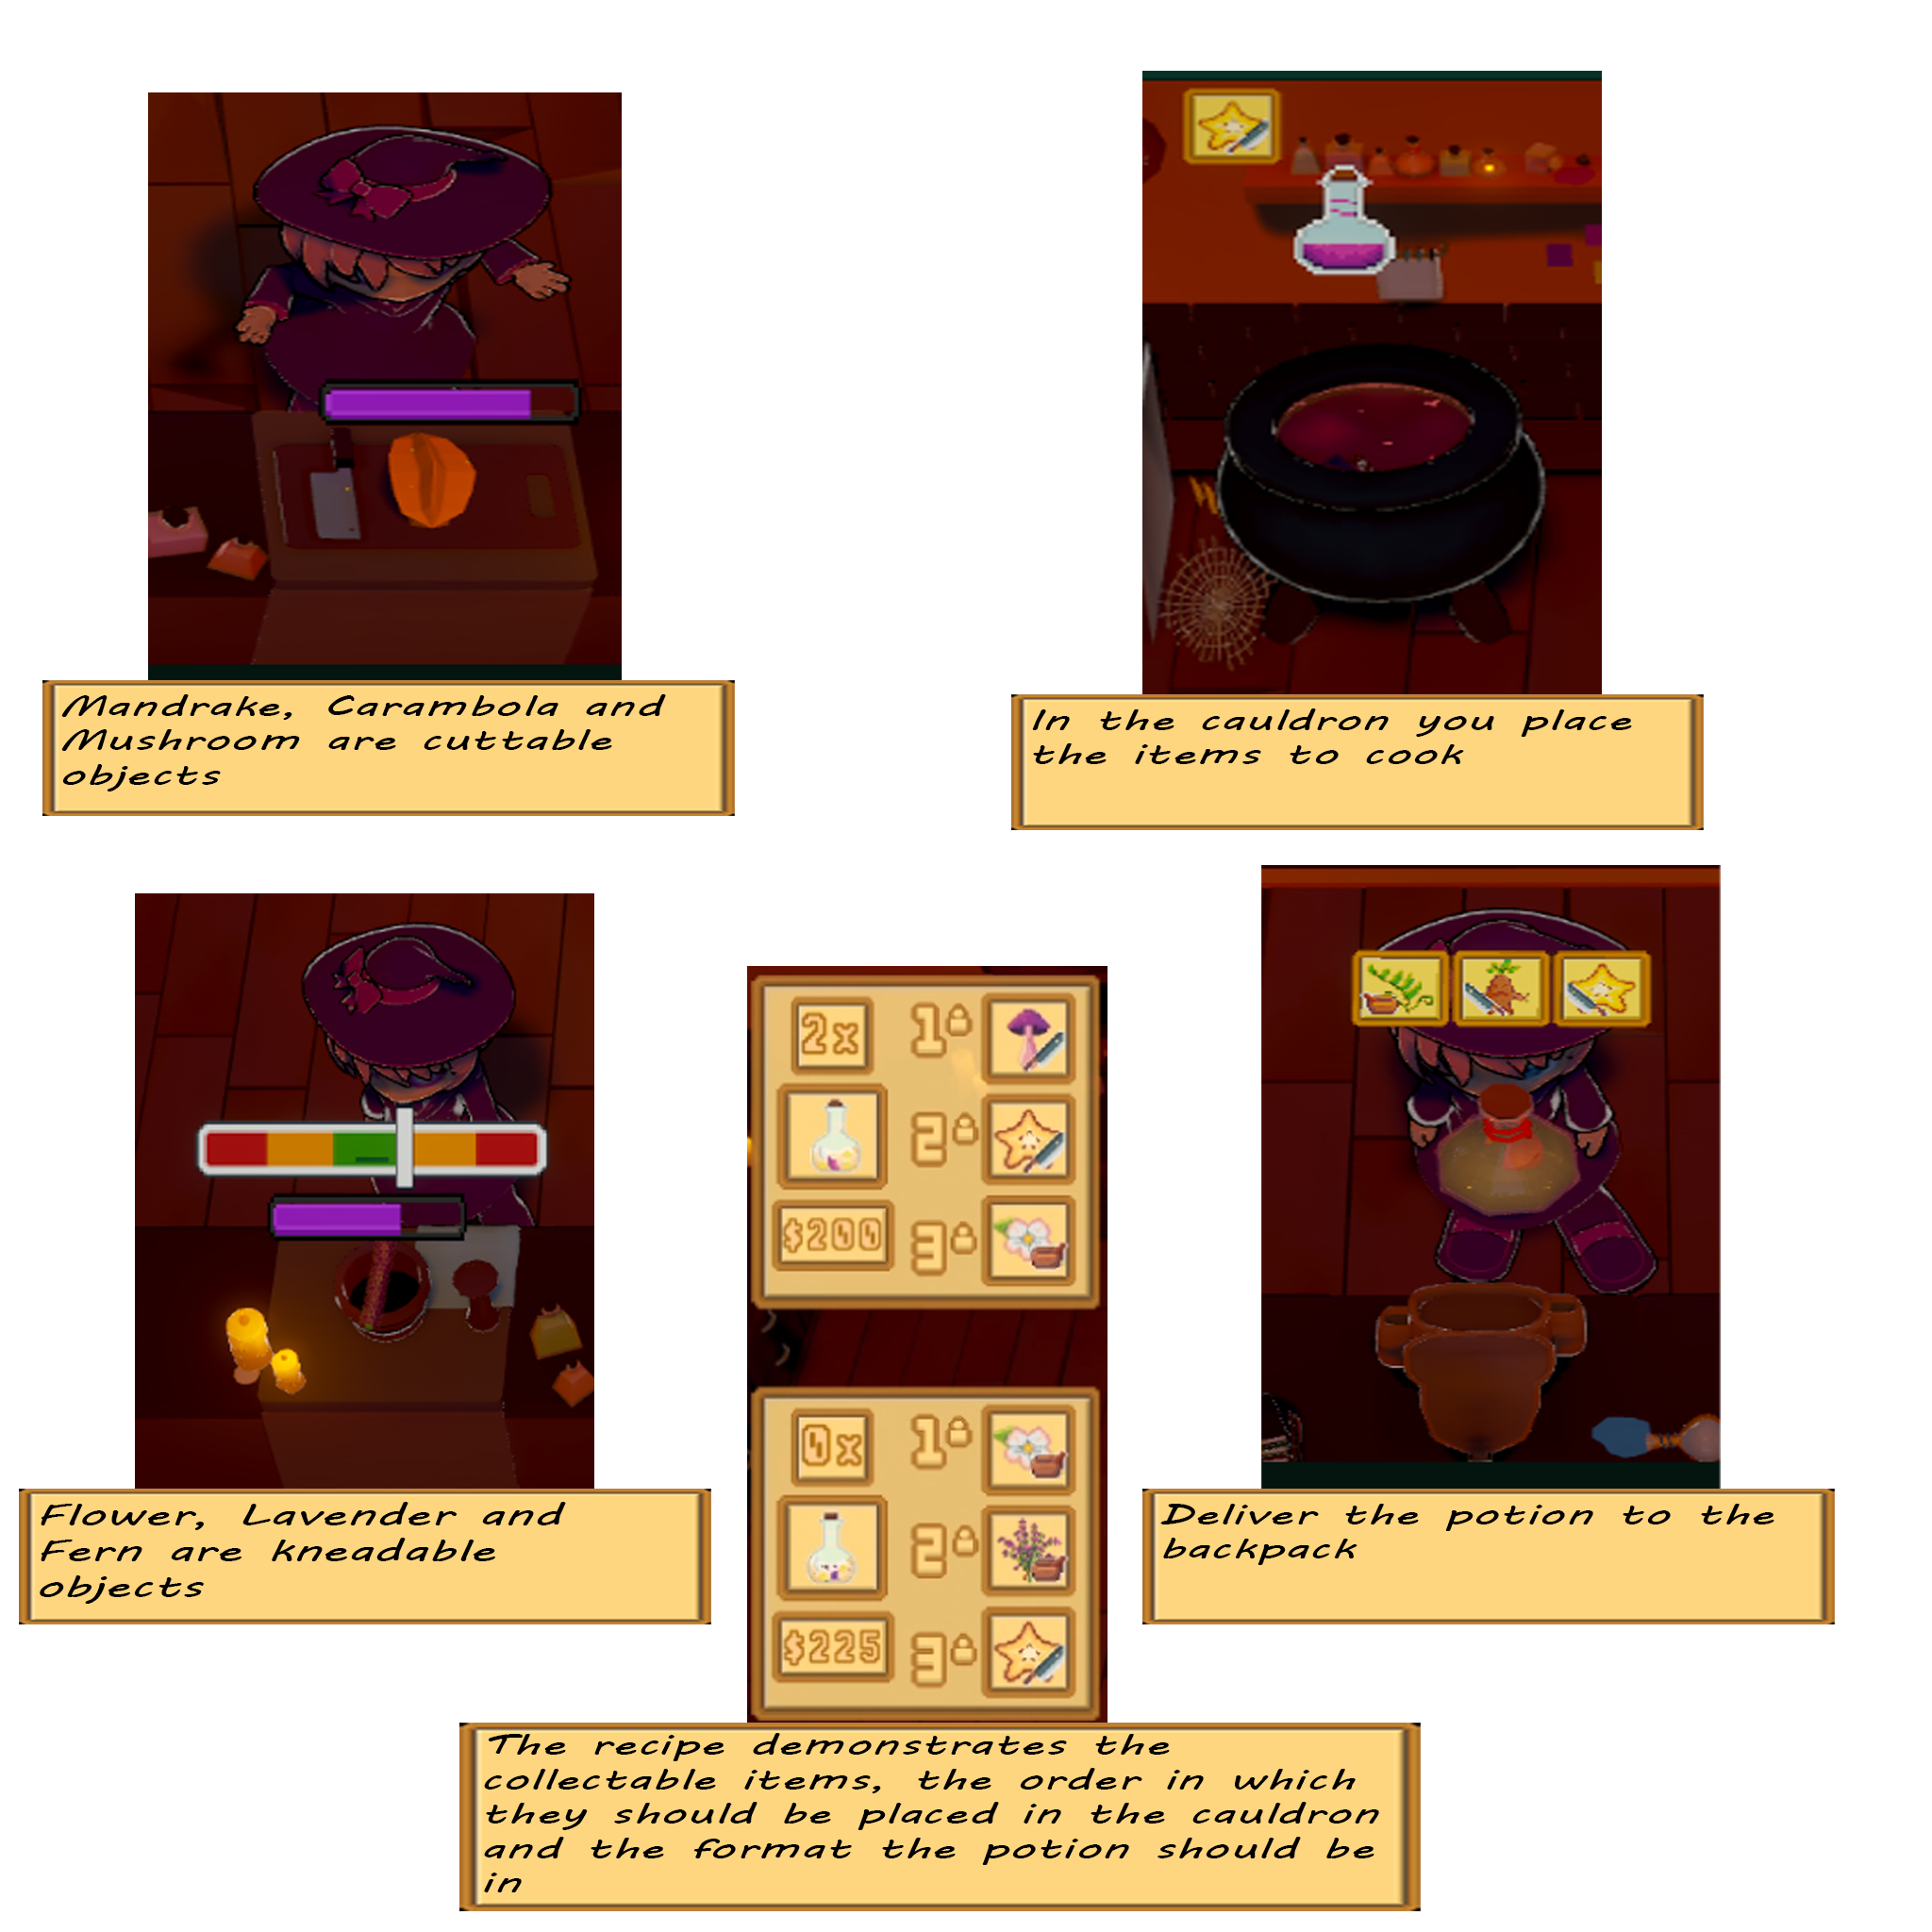 Mandrake, Carambola and
Mushroom are cuttable
objects
In the cauldron you place
the items to cook
Flower, Lavender and
Fern are kneadable
objects
2x
1
2
$200
3
0x
1
2
$225
3
Deliver the potion to the
backpack
The recipe demonstrates the
collectable items, the order in which
they should be placed in the cauldron
and the format the potion should be
in